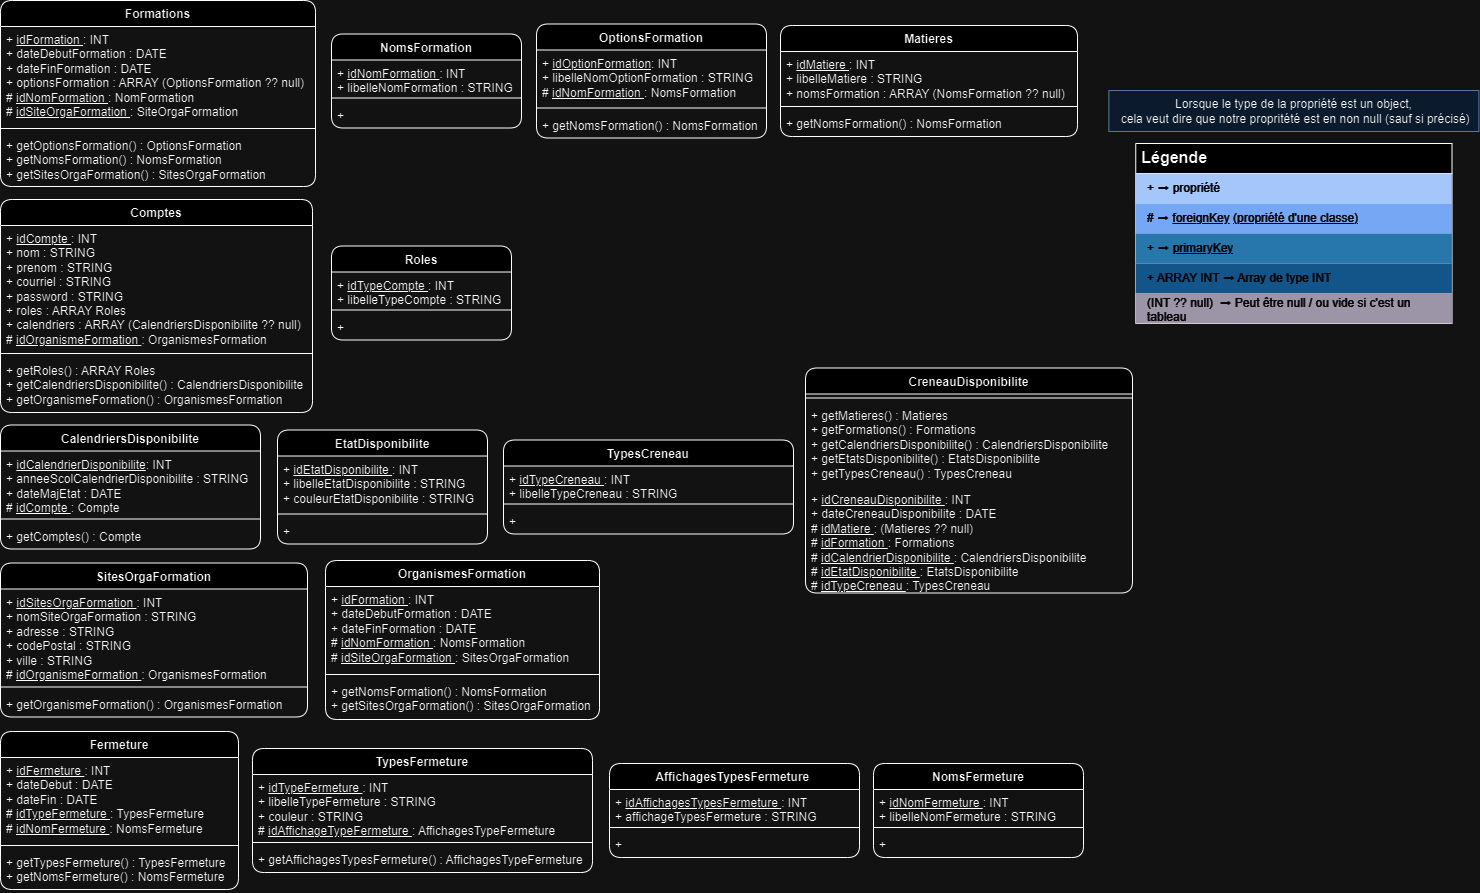 Formations
+ idFormation : INT
+ dateDebutFormation : DATE
+ dateFinFormation : DATE
+ optionsFormation : ARRAY (OptionsFormation ?? null)
# idNomFormation : NomFormation
# idSiteOrgaFormation : SiteOrgaFormation
+ getOptionsFormation() : OptionsFormation
+ getNomsFormation() : NomsFormation
+ getSitesOrgaFormation() : SitesOrgaFormation
NomsFormation
+ idNomFormation : INT
+ libelleNomFormation : STRING
+
OptionsFormation
+ idOptionFormation: INT
+ libelleNomOptionFormation : STRING
# idNomFormation : NomsFormation
+ getNomsFormation() : NomsFormation
Matieres
+ idMatiere : INT
+ libelleMatiere : STRING
+ nomsFormation : ARRAY (NomsFormation ?? null)
+ getNomsFormation() : NomsFormation
Lorsque le type de la propriété est un object,
cela veut dire que notre propritété est en non null (sauf si précisé)
Légende
+ → propriété
# → foreignKey (propriété d'une classe)
+ → primaryKey
+ ARRAY INT → Array de type INT
(INT ?? null) → Peut être null / ou vide si c'est un
tableau
Comptes
+ idCompte : INT
+ nom : STRING
+ prenom : STRING
+ courriel : STRING
+ password : STRING
+ roles : ARRAY Roles
+ calendriers : ARRAY (CalendriersDisponibilite ?? null)
# idOrganismeFormation : OrganismesFormation
+ getRoles() : ARRAY Roles
+ getCalendriersDisponibilite() : CalendriersDisponibilite
+ getOrganismeFormation() : OrganismesFormation
Roles
+ idTypeCompte : INT
+ libelleTypeCompte : STRING
+
CalendriersDisponibilite
+ idCalendrierDisponibilite: INT
+ anneeScolCalendrierDisponibilite : STRING
+ dateMajEtat : DATE
# idCompte : Compte
+ getComptes() : Compte
EtatDisponibilite
+ idEtatDisponibilite : INT
+ libelleEtatDisponibilite : STRING
+ couleurEtatDisponibilite : STRING
+
TypesCreneau
+ idTypeCreneau : INT
+ libelleTypeCreneau : STRING
+
CreneauDisponibilite
+ getMatieres() : Matieres
+ getFormations() : Formations
+ getCalendriersDisponibilite() : CalendriersDisponibilite
+ getEtatsDisponibilite() : EtatsDisponibilite
+ getTypesCreneau() : TypesCreneau
+ idCreneauDisponibilite : INT
+ dateCreneauDisponibilite : DATE
# idMatiere : (Matieres ?? null)
# idFormation : Formations
# idCalendrierDisponibilite : CalendriersDisponibilite
# idEtatDisponibilite : EtatsDisponibilite
# idTypeCreneau : TypesCreneau
SitesOrgaFormation
+ idSitesOrgaFormation : INT
+ nomSiteOrgaFormation : STRING
+ adresse : STRING
+ codePostal : STRING
+ ville : STRING
# idOrganismeFormation : OrganismesFormation
+ getOrganismeFormation() : OrganismesFormation
OrganismesFormation
+ idFormation : INT
+ dateDebutFormation : DATE
+ dateFinFormation : DATE
# idNomFormation : NomsFormation
# idSiteOrgaFormation : SitesOrgaFormation
+ getNomsFormation() : NomsFormation
+ getSitesOrgaFormation() : SitesOrgaFormation
Fermeture
+ idFermeture : INT
+ dateDebut : DATE
+ dateFin : DATE
# idTypeFermeture : TypesFermeture
# idNomFermeture : NomsFermeture
+ getTypesFermeture() : TypesFermeture
+ getNomsFermeture() : NomsFermeture
TypesFermeture
+ idTypeFermeture : INT
+ libelleTypeFermeture : STRING
+ couleur : STRING
# idAffichageTypeFermeture : AffichagesTypeFermeture
+ getAffichagesTypesFermeture() : AffichagesTypeFermeture
AffichagesTypesFermeture
+ idAffichagesTypesFermeture : INT
+ affichageTypesFermeture : STRING
+
NomsFermeture
+ idNomFermeture : INT
+ libelleNomFermeture : STRING
+